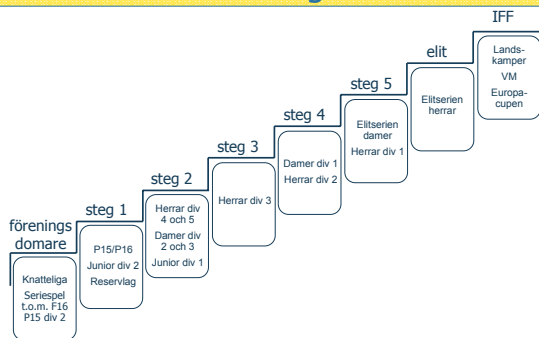 IFF
Lands-
kamper
VM
Europa-
cupen
elit
Elitserien
herrar
steg 5
Elitserien
damer
Herrar div 1
steg 4
Damer div 1
Herrar div 2
steg 3
Herrar div 3
steg 2
Herrar div
4 och 5
Damer div
2 och 3
Junior div 1
steg 1
P15/P16
Junior div 2
Reservlag
förenings
domare
Knatteliga
Seriespel
t.o.m. F16
P15 div 2